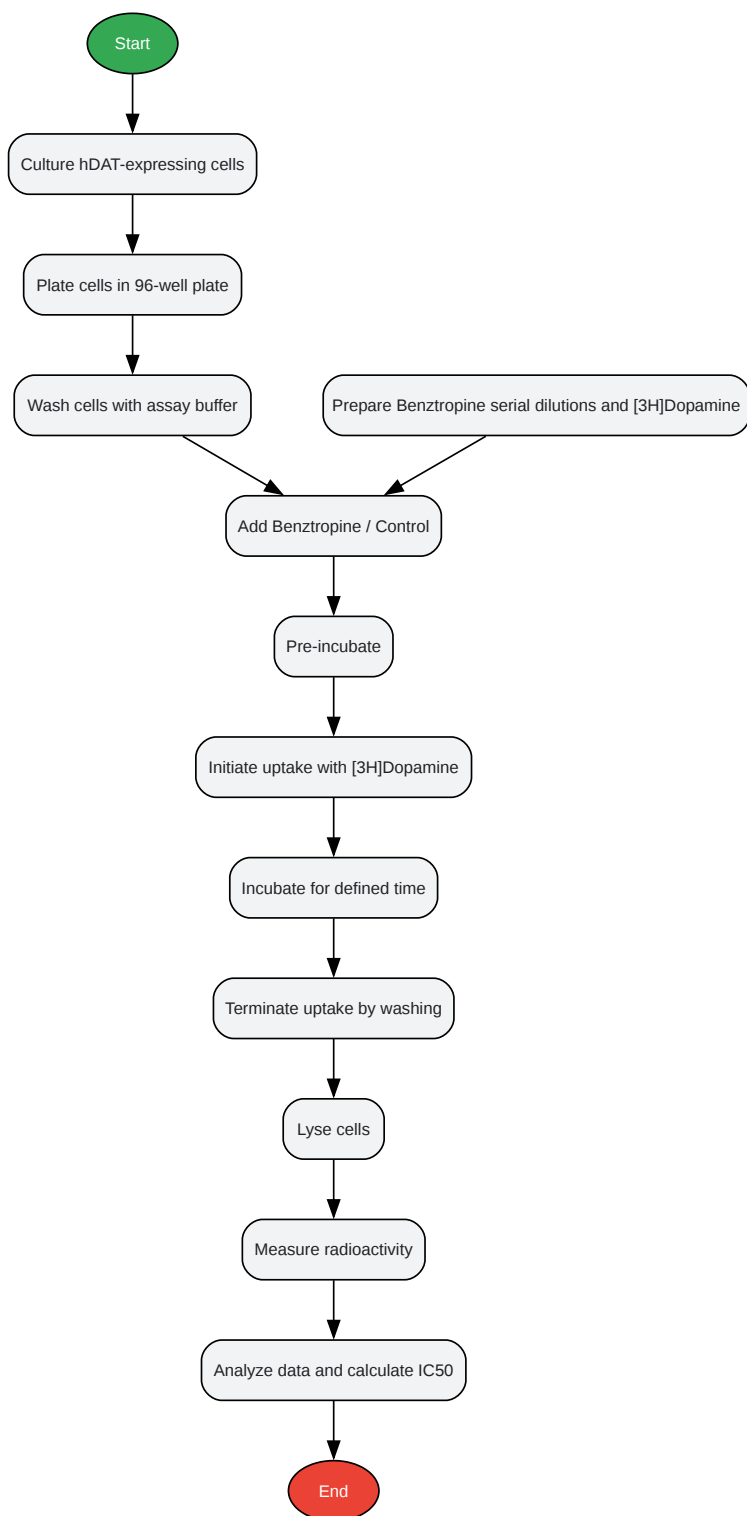 Start
Culture hDAT-expressing cells
Plate cells in 96-well plate
Wash cells with assay buffer
Prepare Benztropine serial dilutions and [3H]Dopamine
Add Benztropine / Control
Pre-incubate
Initiate uptake with [3H]Dopamine
Incubate for defined time
Terminate uptake by washing
Lyse cells
Measure radioactivity
Analyze data and calculate IC50
End